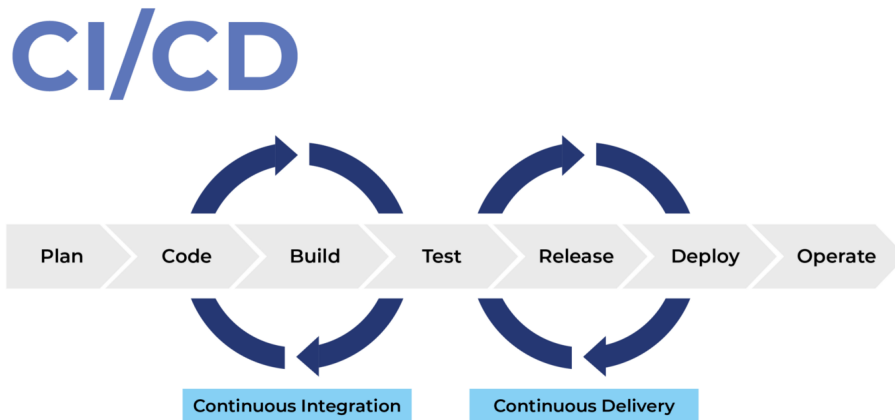 CI/CD
Plan Code Build Test Release Deploy Operate
Continuous Integration Continuous Delivery